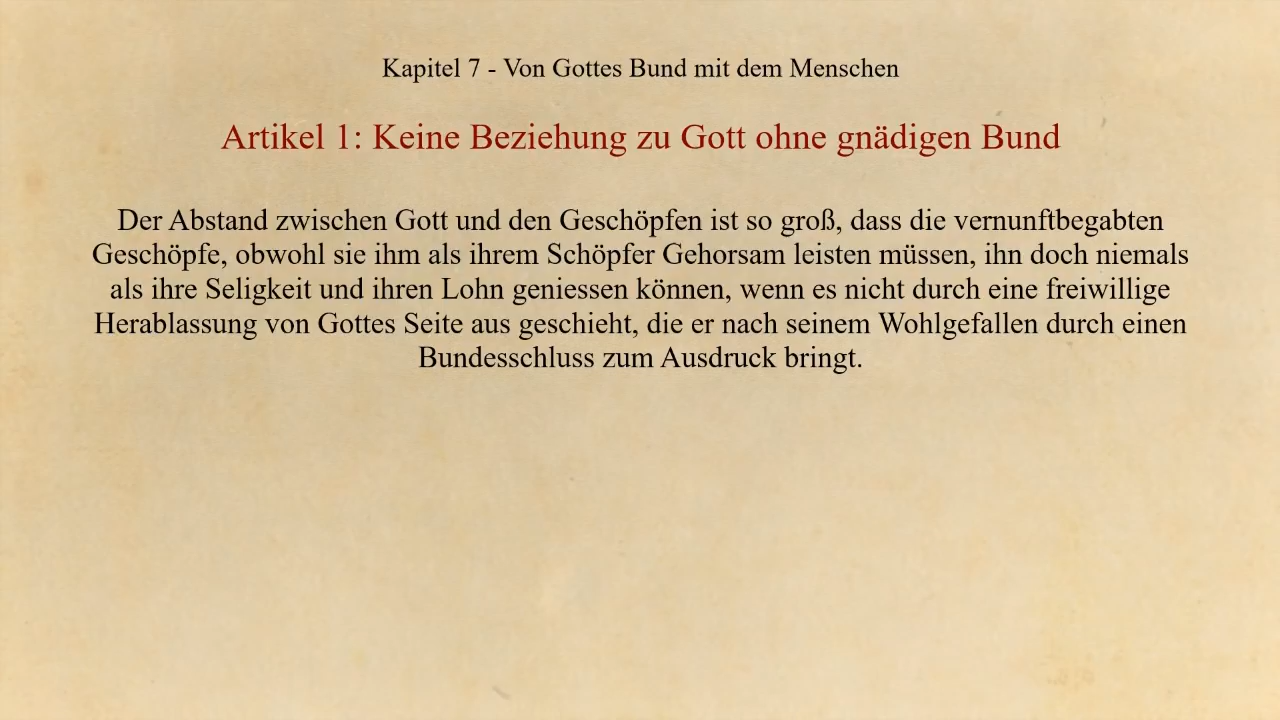 Kapitel 7 - Von Gottes Bund mit dem Menschen
Artikel 1: Keine Beziehung zu Gott ohne gnädigen Bund
Der Abstand zwischen Gott und den Geschöpfen ist so groß, dass die vernunftbegabten
Geschöpfe, obwohl sie ihm als ihrem Schöpfer Gehorsam leisten müssen, ihn doch niemals
als ihre Seligkeit und ihren Lohn geniessen können, wenn es nicht durch eine freiwillige
Herablassung von Gottes Seite aus geschieht, die er nach seinem Wohlgefallen durch einen
Bundesschluss zum Ausdruck bringt.